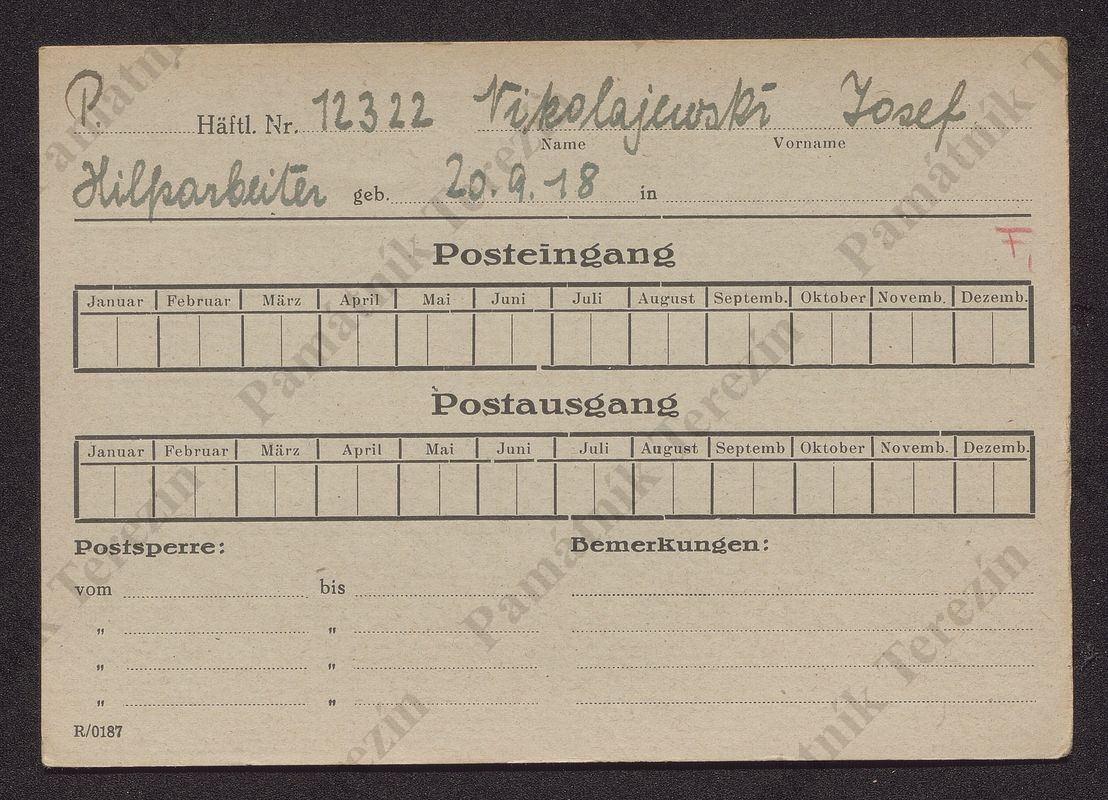 P. Häftl. Nr. 12322 Nikolajewski Josef
Name Vorname
Hilfsarbeiter geb. 20.9.18 in
F
Posteingang
Januar Februar März April Mai Juni Juli August Septemb. Oktober Novemb. Dezemb.
Postausgang
Januar Februar März April Mai Juni Juli August Septemb Oktober Novemb. Dezemb.
Postsperre: Bemerkungen:
vom bis
" "
" "
" "
R/0187
Památník Terezín